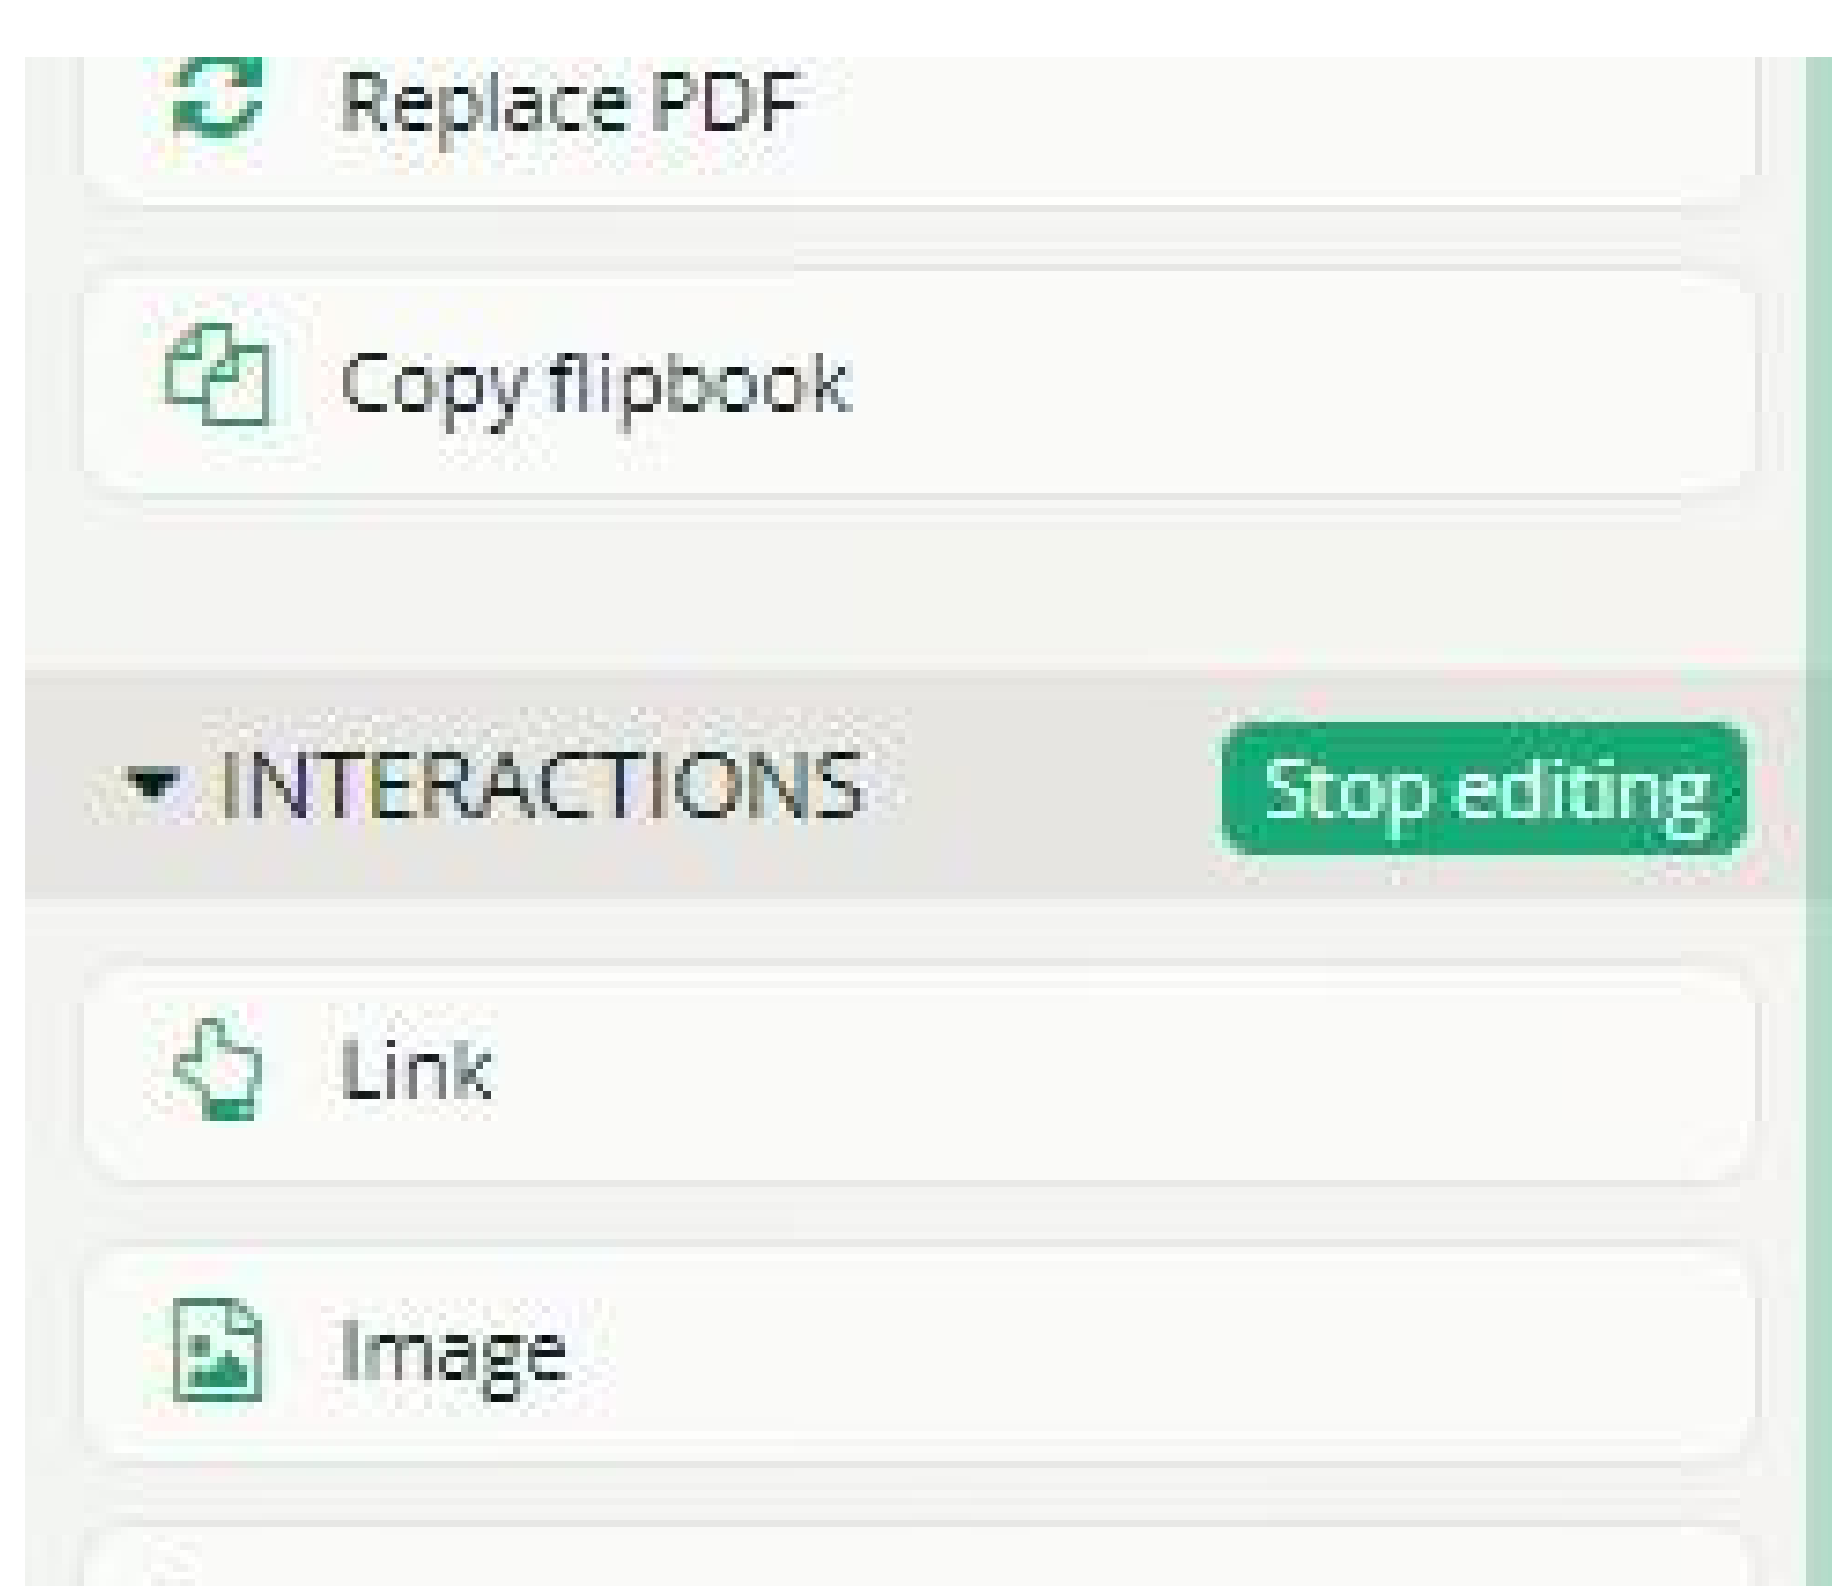 Replace PDF
Copy flipbook
INTERACTIONS Stop editing
Link
Image